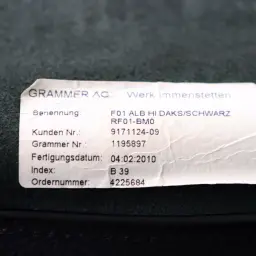 GRAMMER AG Werk Immenstetten
Benennung: F01 ALB HI DAKS/SCHWARZ
RF01-BM0
Kunden Nr.: 9171124-09
Grammer Nr.: 1195897
Fertigungsdatum: 04.02.2010
Index: B 39
Ordernummer: 4225684